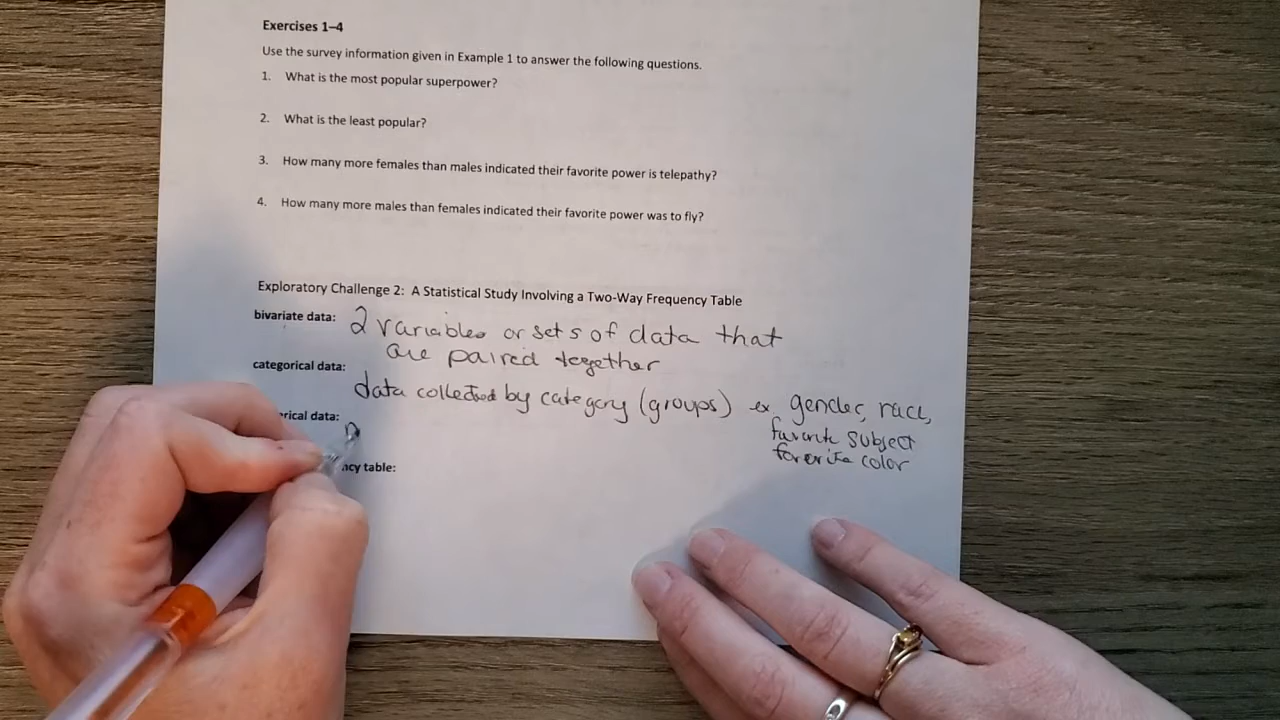 Exercises 1–4
Use the survey information given in Example 1 to answer the following questions.
1. What is the most popular superpower?
2. What is the least popular?
3. How many more females than males indicated their favorite power is telepathy?
4. How many more males than females indicated their favorite power was to fly?
Exploratory Challenge 2: A Statistical Study Involving a Two-Way Frequency Table
bivariate data: 2 variables or sets of data that
are paired together
categorical data: data collected by category (groups) ex gender, race,
favorite subject
favorite color
erical data:
ncy table: